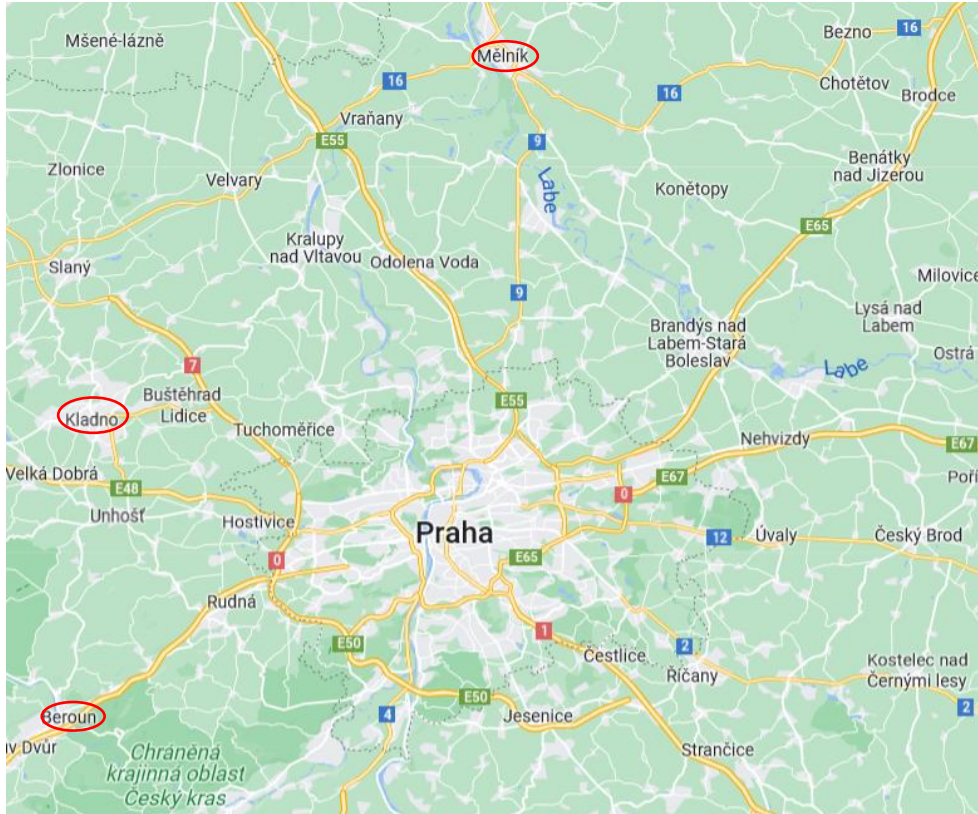 Mšené-lázně
Mělník
Bezno
16
16
Chotětov
16
16
Brodce
Vraňany
E55
9
Benátky
nad Jizerou
Zlonice
Velvary
Labe
Konětopy
E65
Kralupy
nad Vltavou
Odolena Voda
Slaný
Milovice
9
Lysá nad
Labem
Brandýs nad
Labem-Stará
Boleslav
Ostrá
7
Labe
Buštěhrad
Lidice
E55
Kladno
Tuchoměřice
Nehvizdy
E67
Velká Dobrá
E67
Poří
E48
0
Unhošť
Hostivice
Praha
12
Úvaly
Český Brod
0
E65
Rudná
1
E50
2
Čestlice
Říčany
Kostelec nad
Černými lesy
E50
2
Beroun
4
Jesenice
av Dvůr
Chráněná
krajinná oblast
Český kras
Strančice